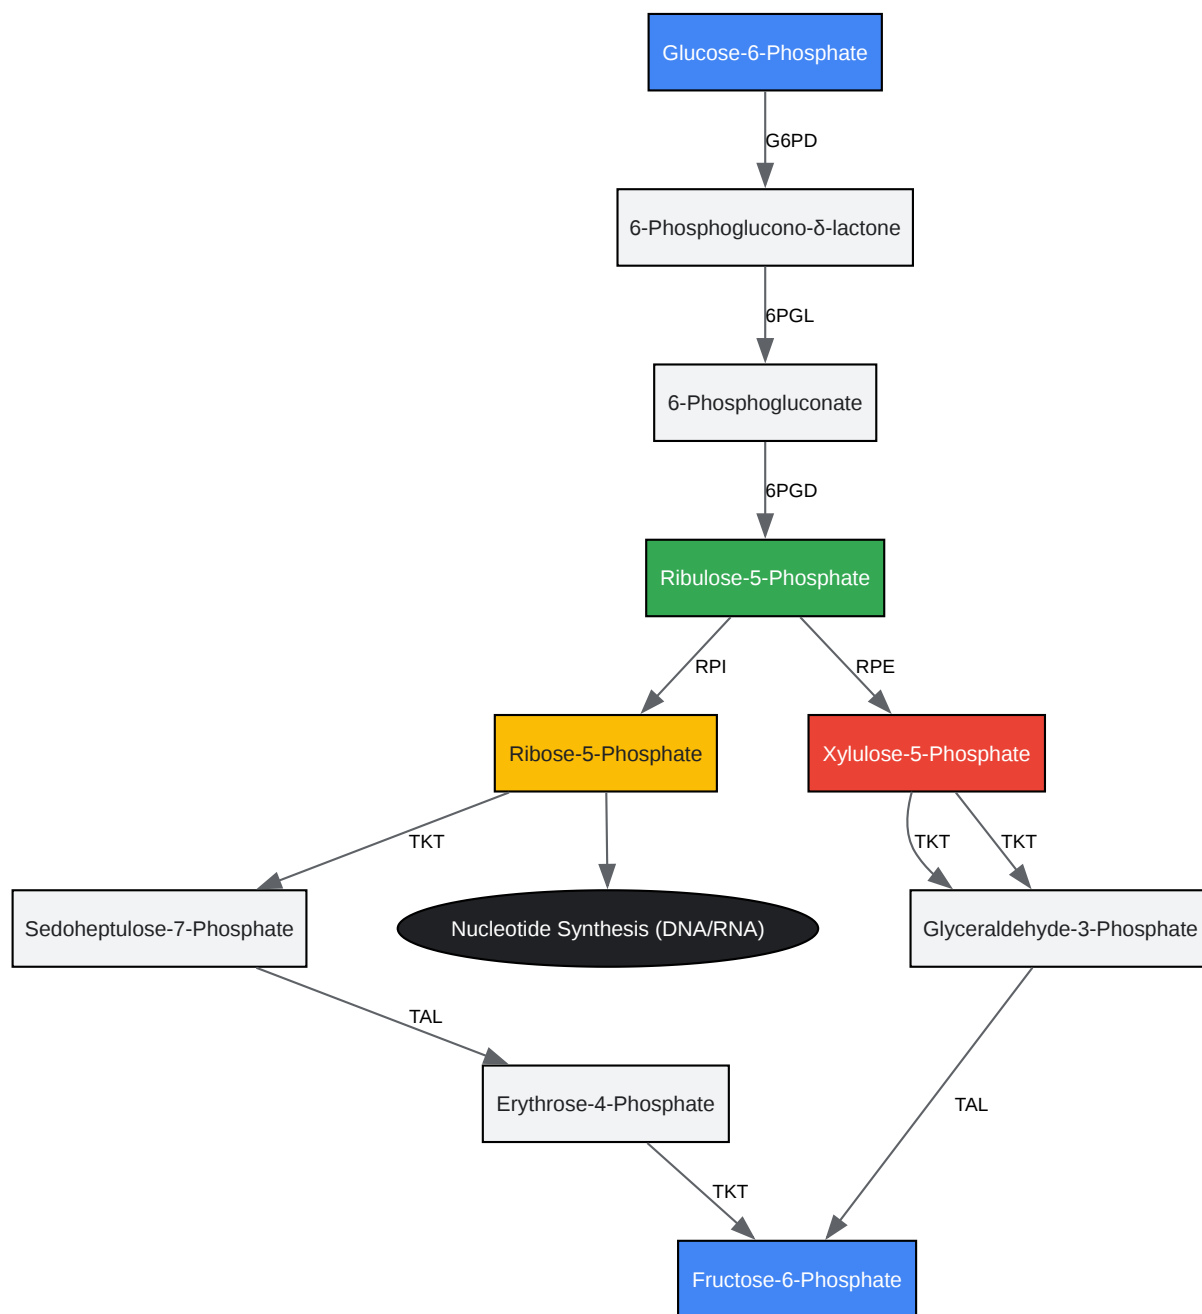 Glucose-6-Phosphate
G6PD
6-Phosphoglucono-δ-lactone
6PGL
6-Phosphogluconate
6PGD
Ribulose-5-Phosphate
RPI
RPE
Ribose-5-Phosphate
Xylulose-5-Phosphate
TKT
TKT
TKT
Sedoheptulose-7-Phosphate
Nucleotide Synthesis (DNA/RNA)
Glyceraldehyde-3-Phosphate
TAL
Erythrose-4-Phosphate
TAL
TKT
Fructose-6-Phosphate